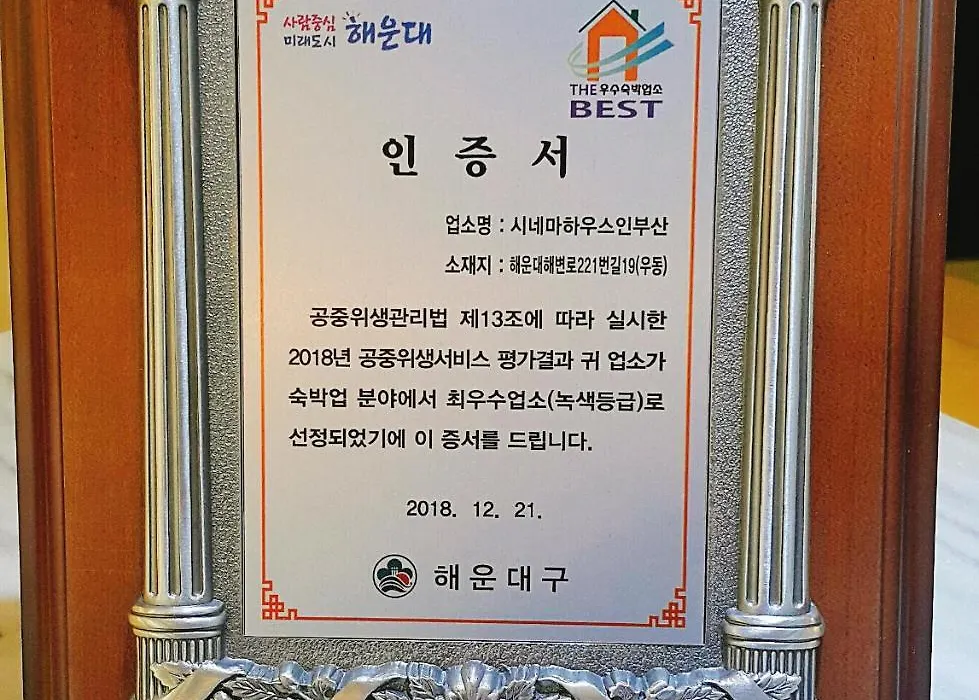 사람중심
미래도시 해운대
THE 우수숙박업소
BEST
인 증 서
업소명 : 시네마하우스인부산
소재지 : 해운대해변로221번길19(우동)
공중위생관리법 제13조에 따라 실시한
2018년 공중위생서비스 평가결과 귀 업소가
숙박업 분야에서 최우수업소(녹색등급)로
선정되었기에 이 증서를 드립니다.
2018. 12. 21.
해운대구